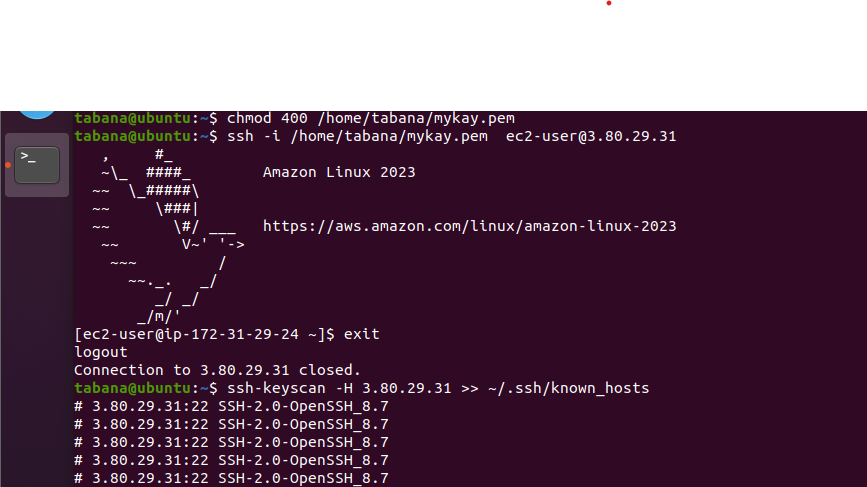 tabana@ubuntu:~$ chmod 400 /home/tabana/mykay.pem
tabana@ubuntu:~$ ssh -i /home/tabana/mykay.pem  ec2-user@3.80.29.31
   ,     #_
   ~\_  ####_        Amazon Linux 2023
  ~~  \_#####\
  ~~     \###|
  ~~       \#/ ___   https://aws.amazon.com/linux/amazon-linux-2023
   ~~       V~' '->
    ~~~         /
      ~~._.   _/
         _/ _/
       _/m/'
[ec2-user@ip-172-31-29-24 ~]$ exit
logout
Connection to 3.80.29.31 closed.
tabana@ubuntu:~$ ssh-keyscan -H 3.80.29.31 >> ~/.ssh/known_hosts
# 3.80.29.31:22 SSH-2.0-OpenSSH_8.7
# 3.80.29.31:22 SSH-2.0-OpenSSH_8.7
# 3.80.29.31:22 SSH-2.0-OpenSSH_8.7
# 3.80.29.31:22 SSH-2.0-OpenSSH_8.7
# 3.80.29.31:22 SSH-2.0-OpenSSH_8.7